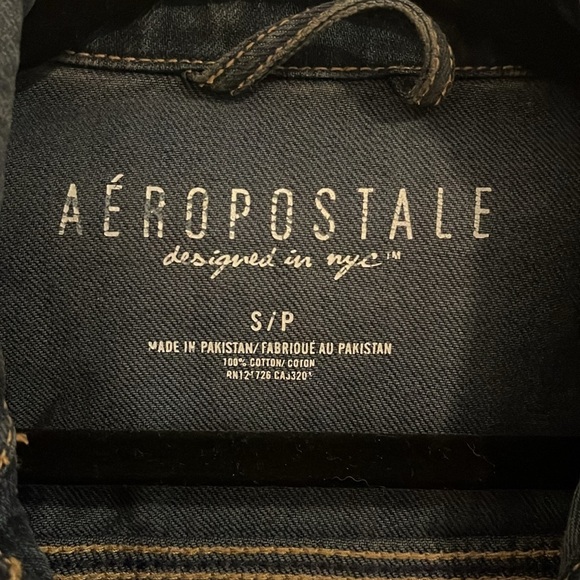 AÉROPOSTALE
designed in nyc™
S/P
MADE IN PAKISTAN/FABRIQUÉ AU PAKISTAN
100% COTTON/COTON